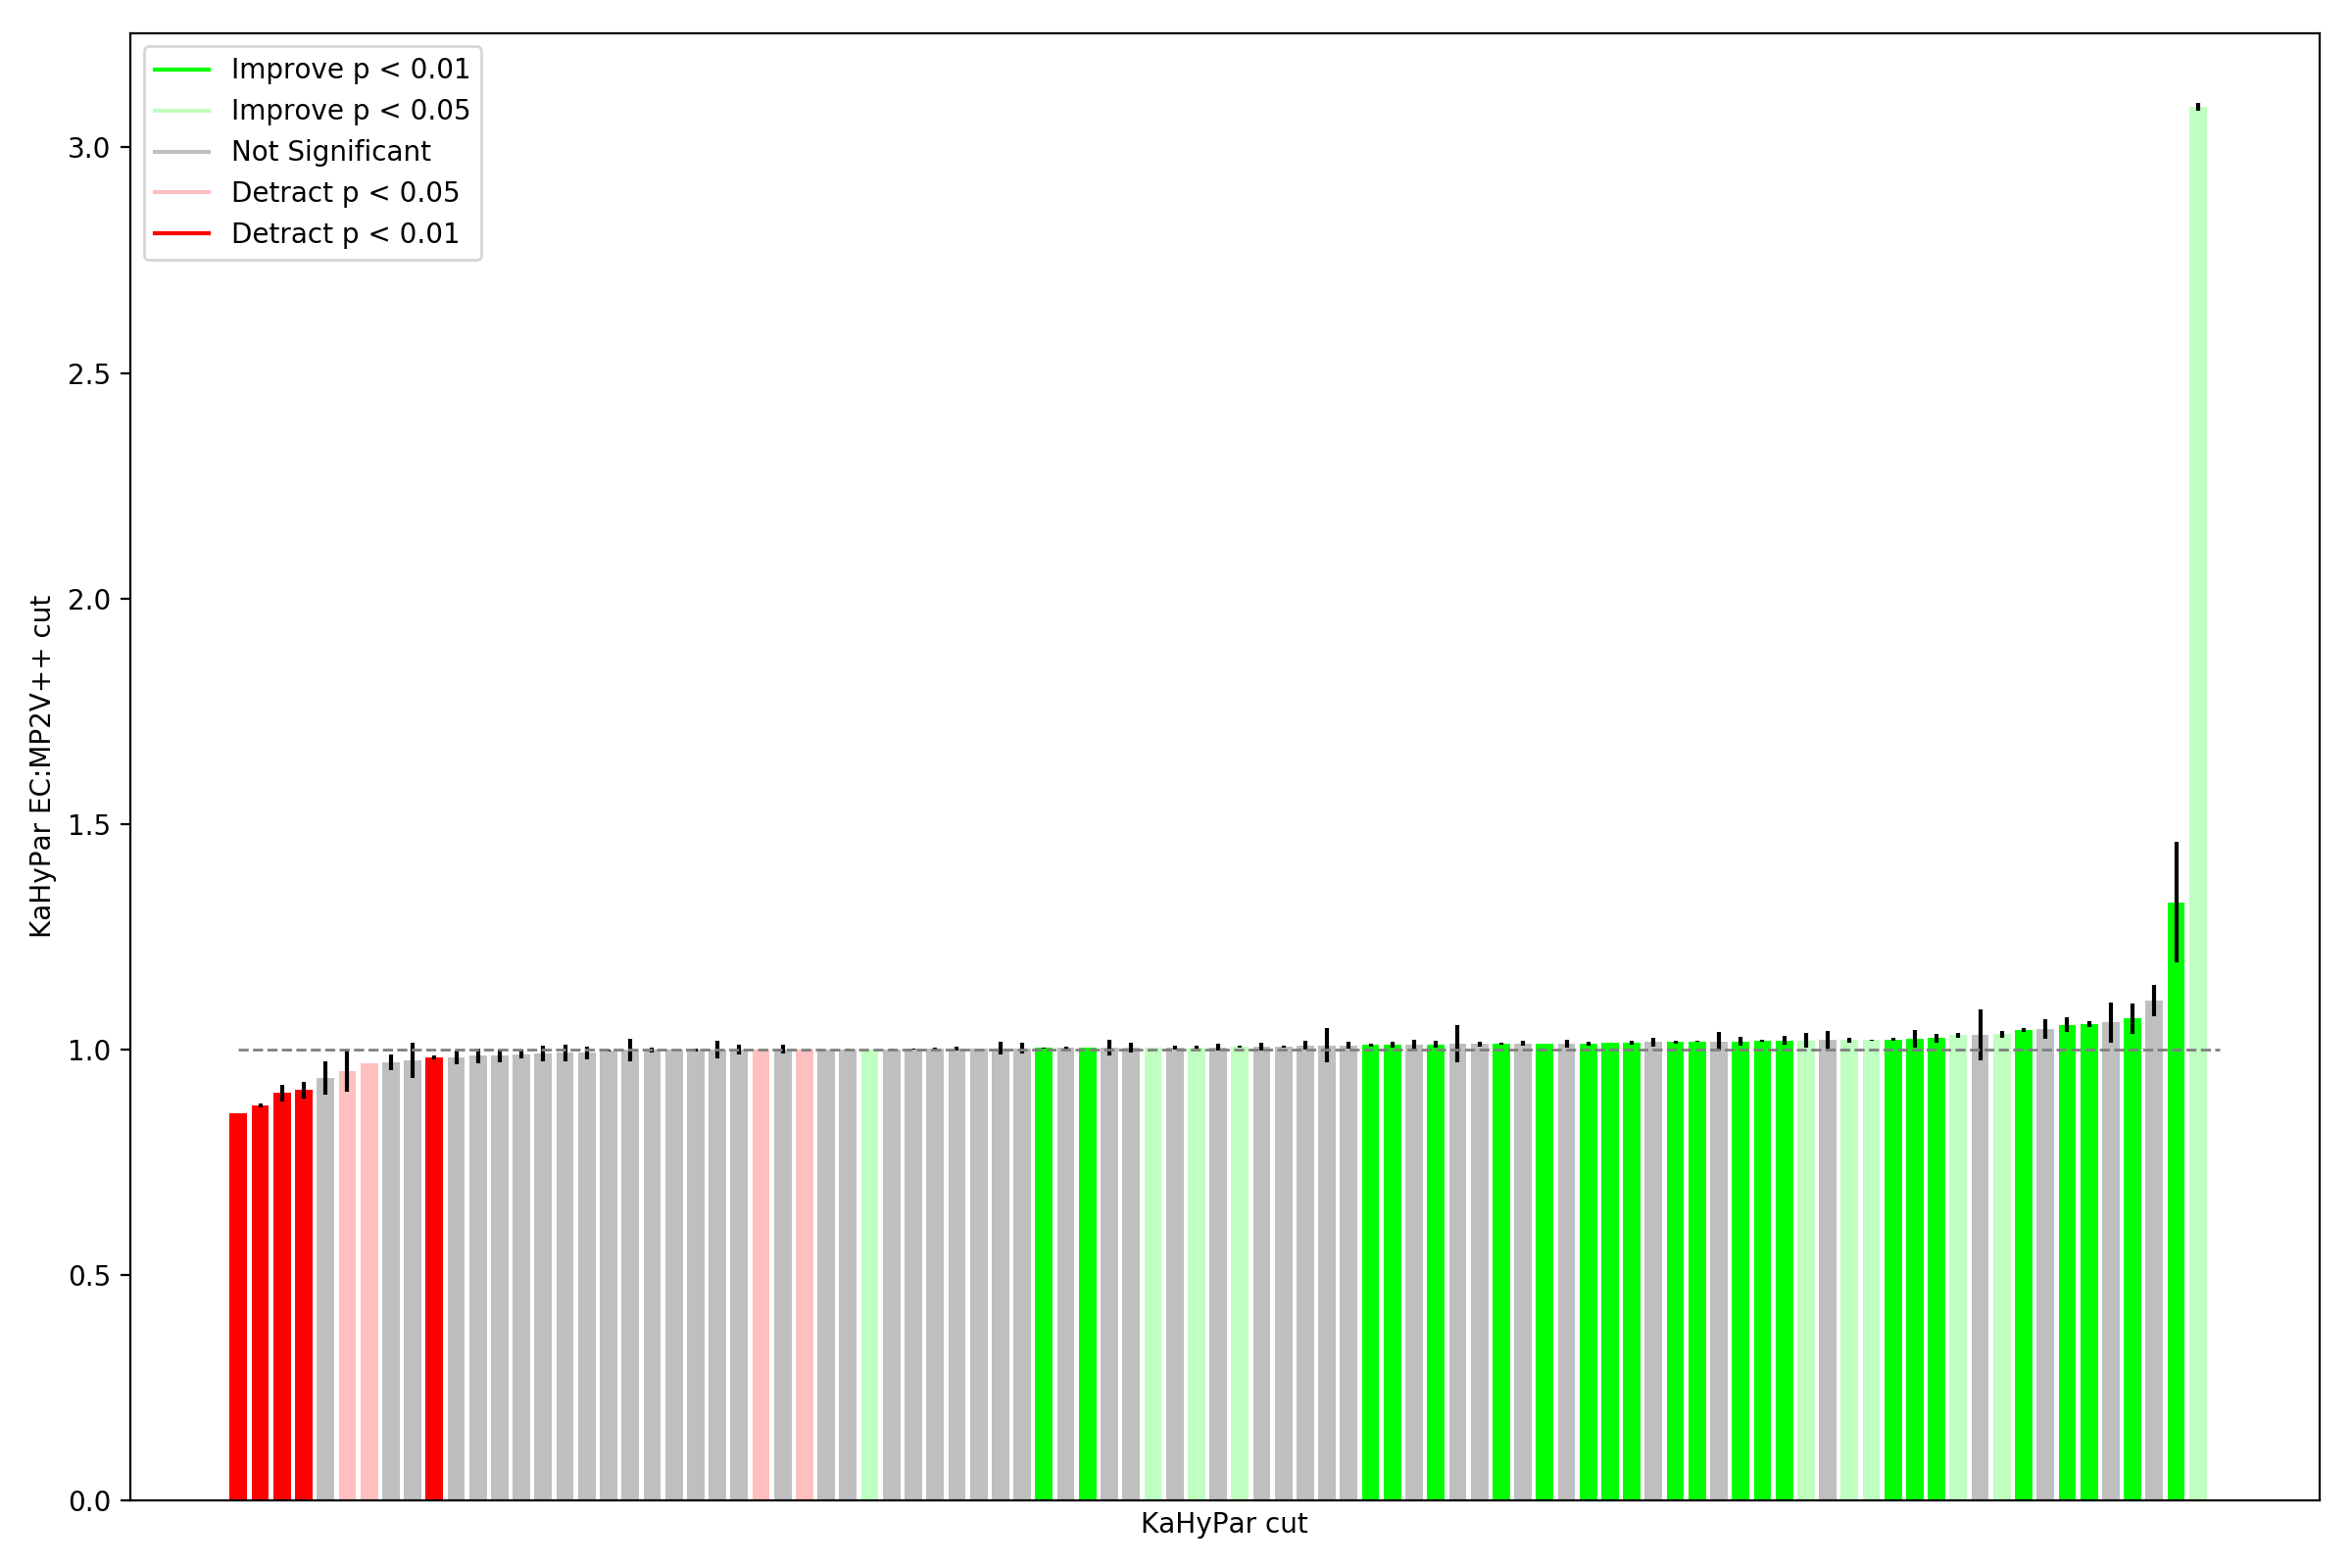 Improve p < 0.01
Improve p < 0.05
Not Significant
Detract p < 0.05
Detract p < 0.01
3.0
2.5
2.0
1.5
1.0
0.5
0.0
KaHyPar EC:MP2V++ cut
KaHyPar cut